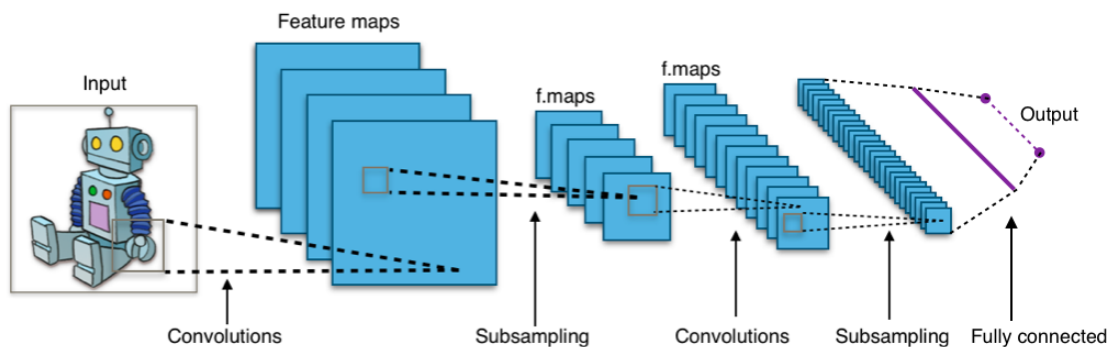 Feature maps
Input
f.maps
f.maps
Output
Convolutions
Subsampling
Convolutions
Subsampling
Fully connected